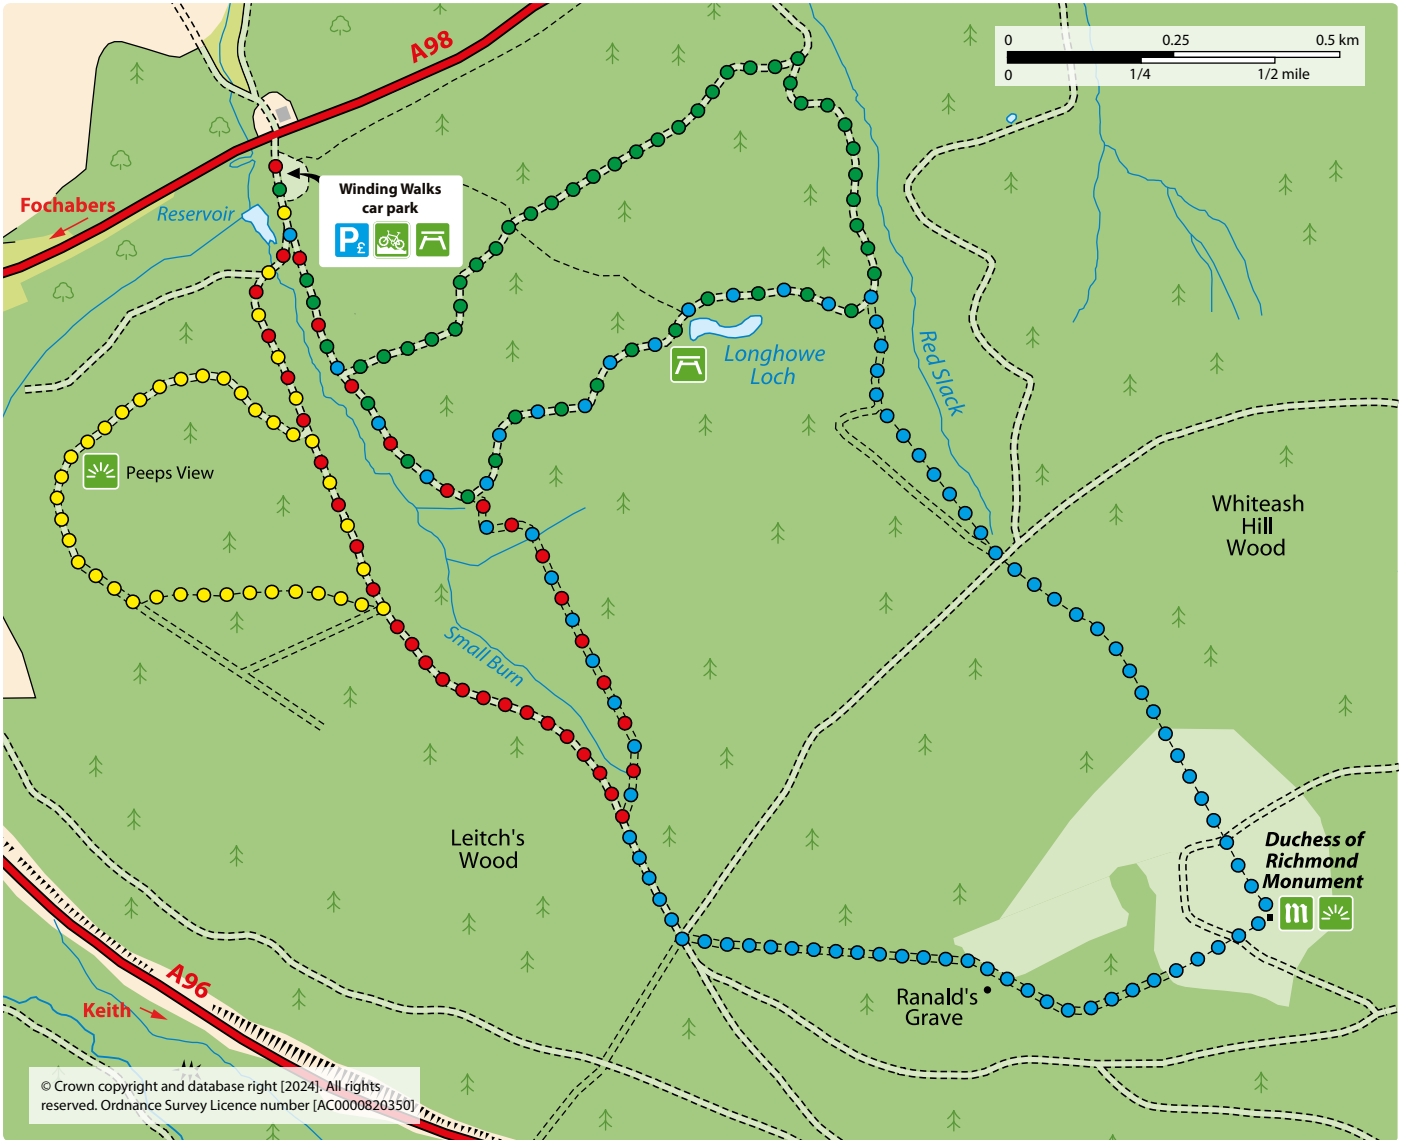 A98
0 0.25 0.5 km
0 1/4 1/2 mile
Winding Walks
car park
P£
Fochabers
Reservoir
Red Slack
Longhowe
Loch
Peeps View
Whiteash
Hill
Wood
Small Burn
Leitch's
Wood
Duchess of
Richmond
Monument
m
A96
Keith
Ranald's
Grave
© Crown copyright and database right [2024]. All rights
reserved. Ordnance Survey Licence number [AC0000820350]